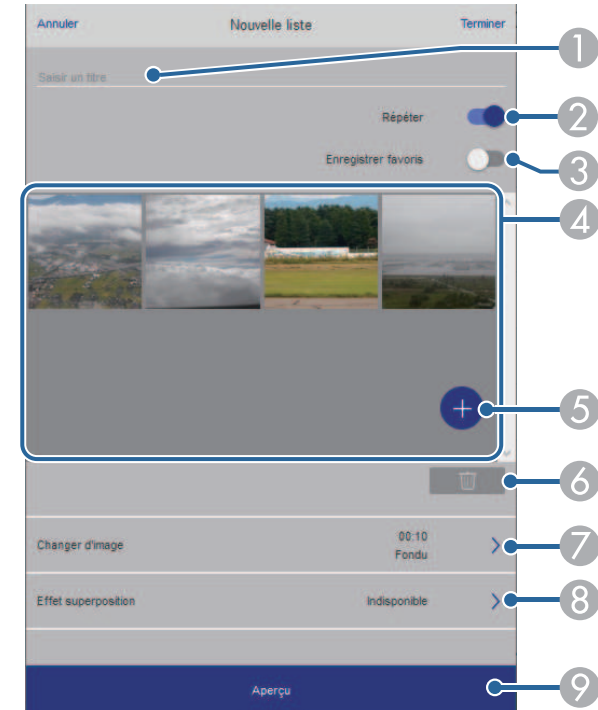 Annuler Nouvelle liste Terminer
1
Saisir un titre
Répéter 2
Enregistrer favoris 3
4
+ 5
6
Changer d'image 00:10 7
Fondu
Effet superposition Indisponible 8
Aperçu 9